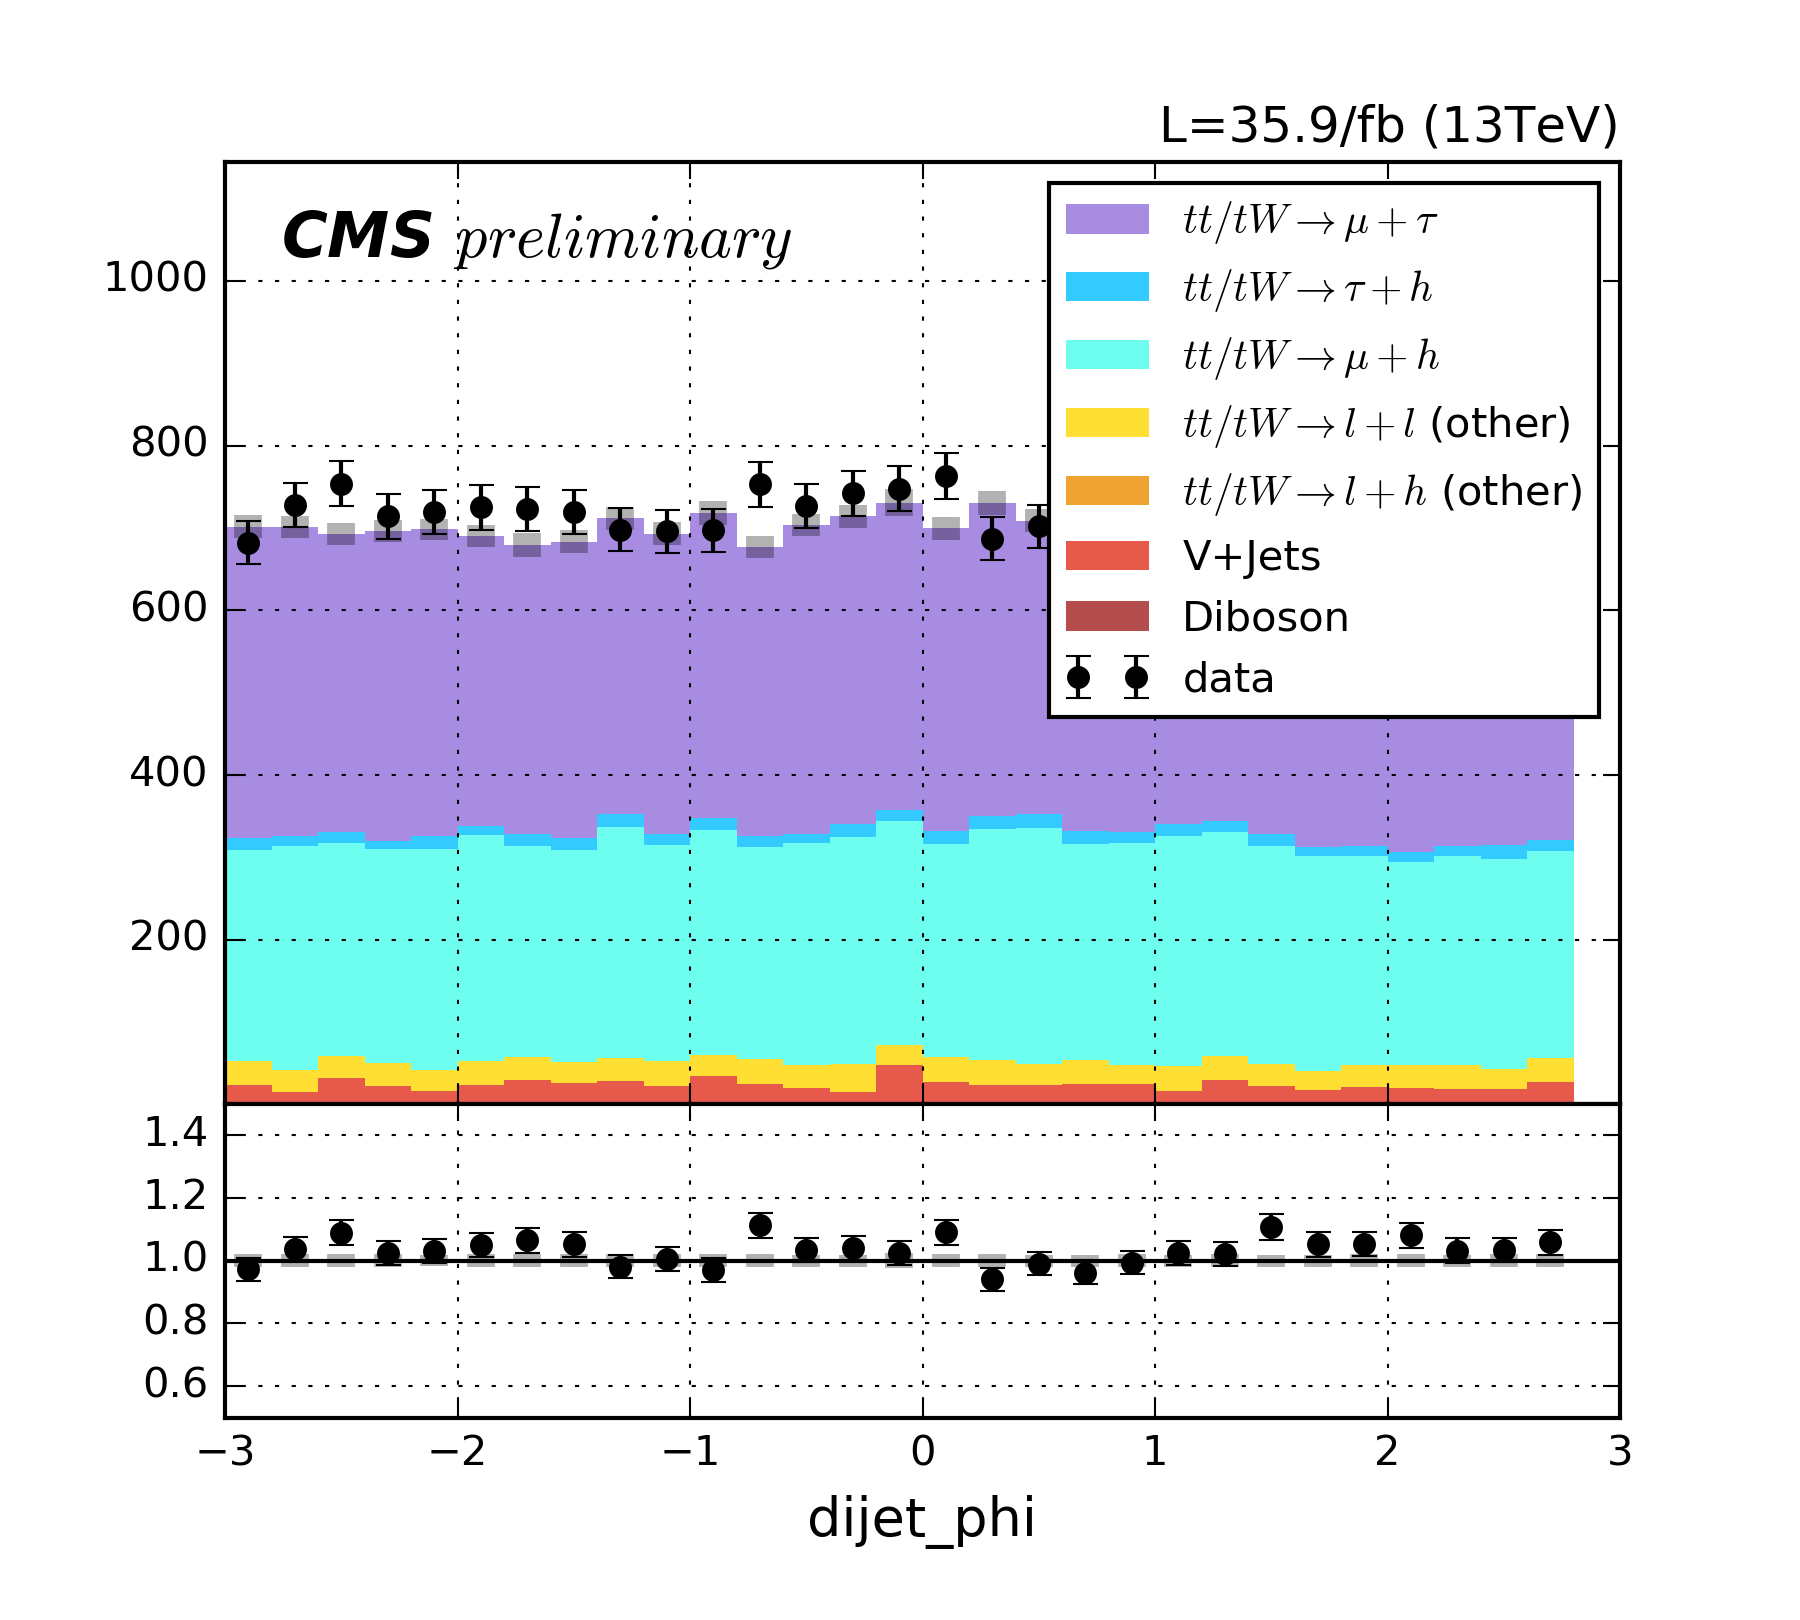 L=35.9/fb (13TeV)
CMS preliminary
tt/tW → μ + τ
tt/tW → τ + h
tt/tW → μ + h
tt/tW → l + l (other)
tt/tW → l + h (other)
V+Jets
Diboson
data
1000
800
600
400
200
1.4
1.2
1.0
0.8
0.6
−3 −2 −1 0 1 2 3
dijet_phi